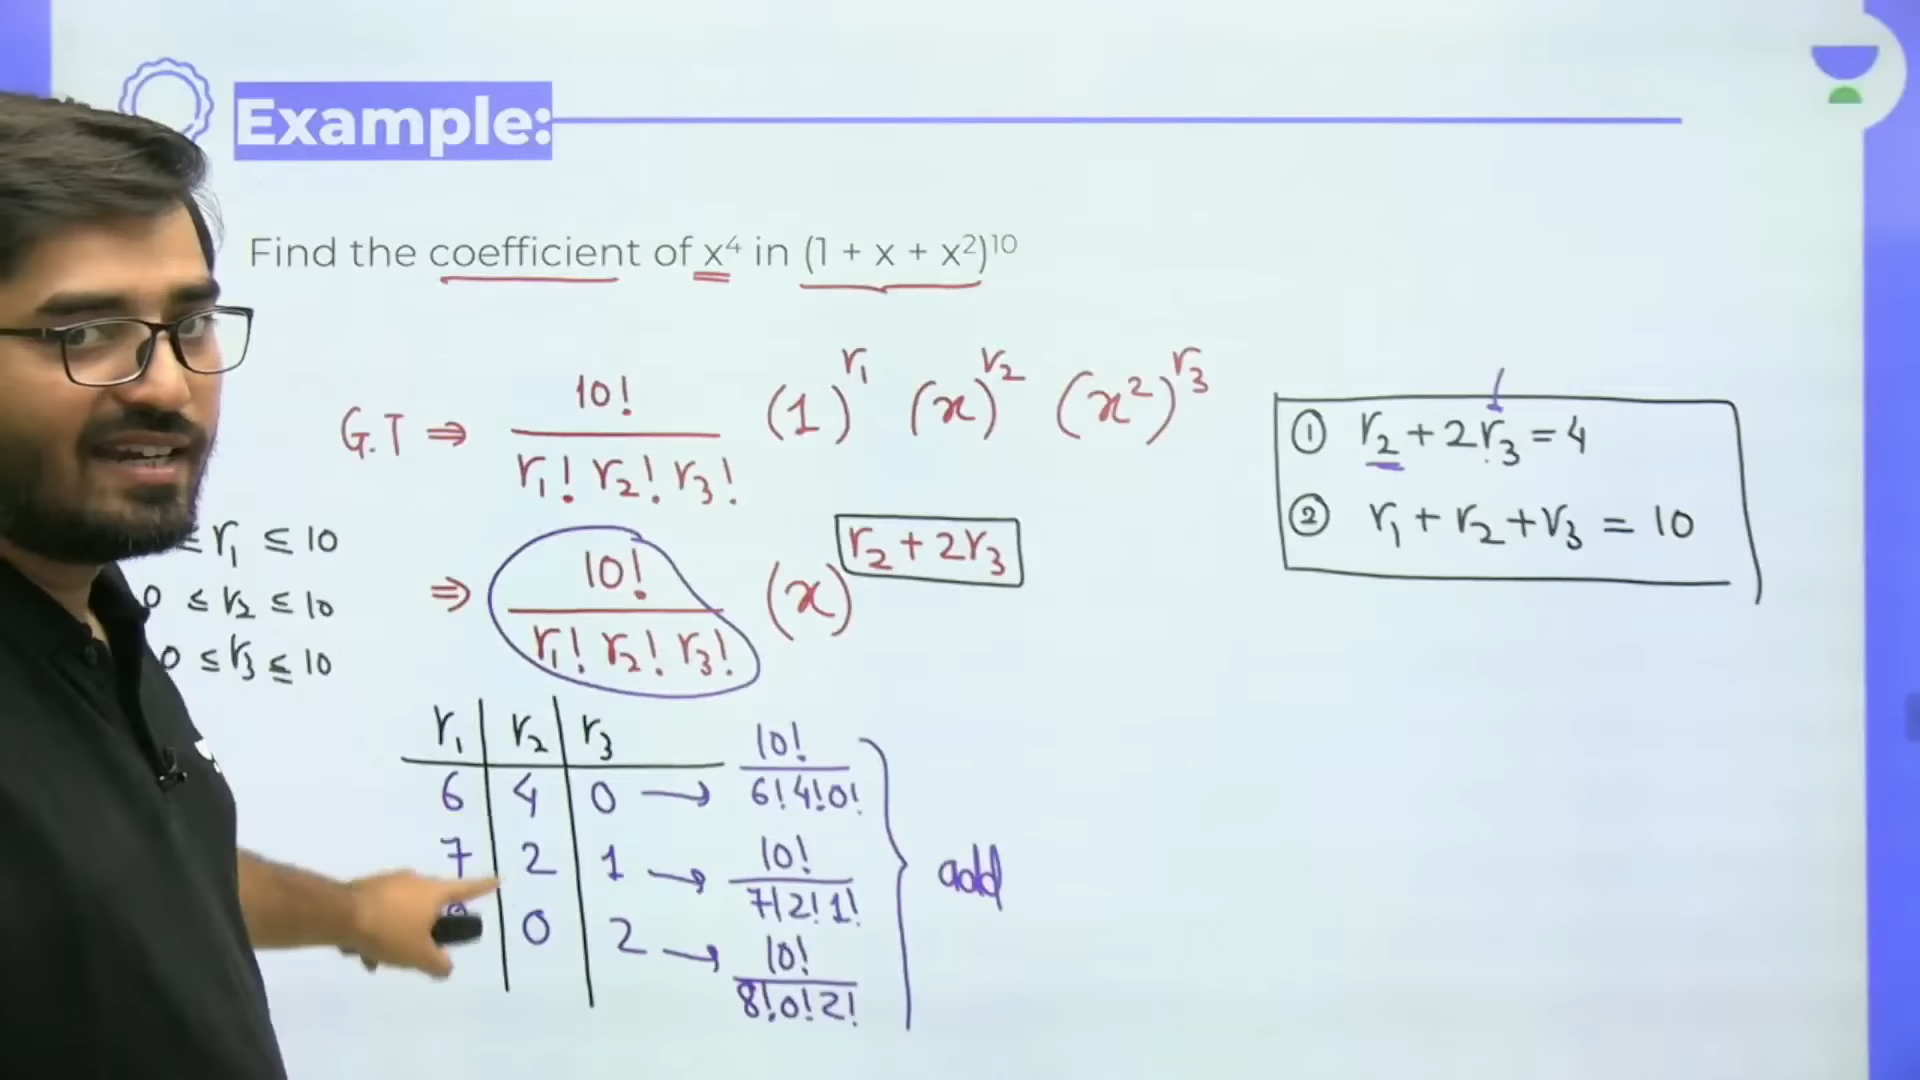 Example:
Find the coefficient of x⁴ in (1 + x + x²)¹⁰
G.T ⇒ 10! / r₁! r₂! r₃! (1)^r₁ (x)^r₂ (x²)^r₃
① r₂ + 2r₃ = 4
② r₁ + r₂ + r₃ = 10
≤ r₁ ≤ 10
0 ≤ r₂ ≤ 10
0 ≤ r₃ ≤ 10
⇒ 10! / r₁! r₂! r₃! (x)^r₂ + 2r₃
r₁ r₂ r₃
6 4 0 → 10! / 6! 4! 0!
7 2 1 → 10! / 7! 2! 1!
0 2 → 10! / 8! 0! 2!
add